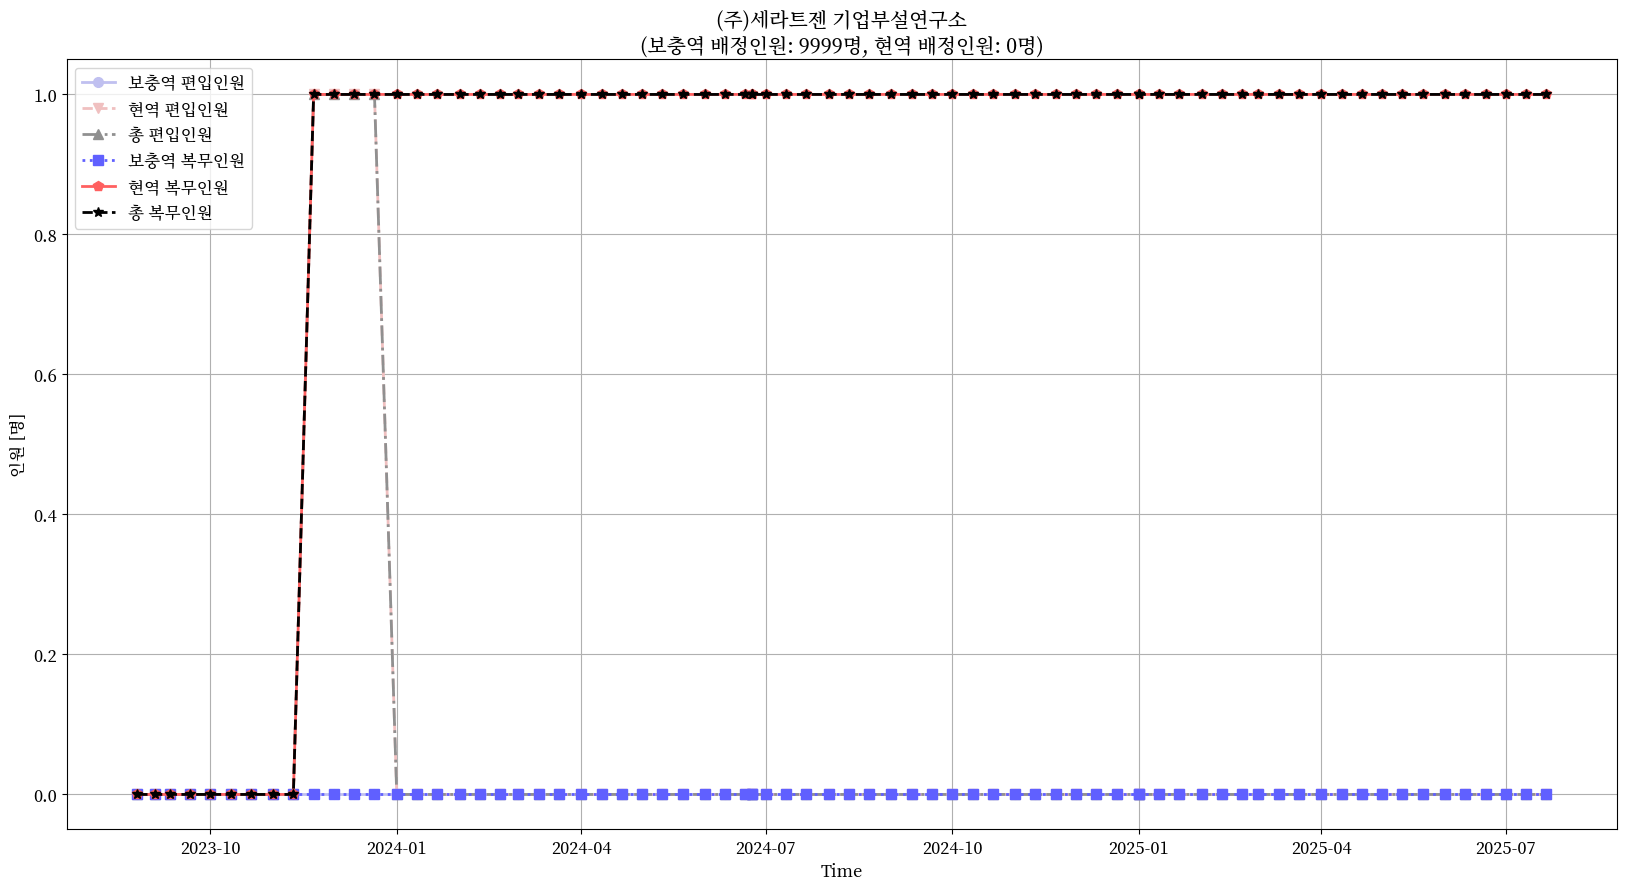 (주)세라트젠 기업부설연구소
(보충역 배정인원: 9999명, 현역 배정인원: 0명)
보충역 편입인원
현역 편입인원
총 편입인원
보충역 복무인원
현역 복무인원
총 복무인원
1.0
0.8
0.6
0.4
0.2
0.0
인원 [명]
2023-10
2024-01
2024-04
2024-07
2024-10
2025-01
2025-04
2025-07
Time